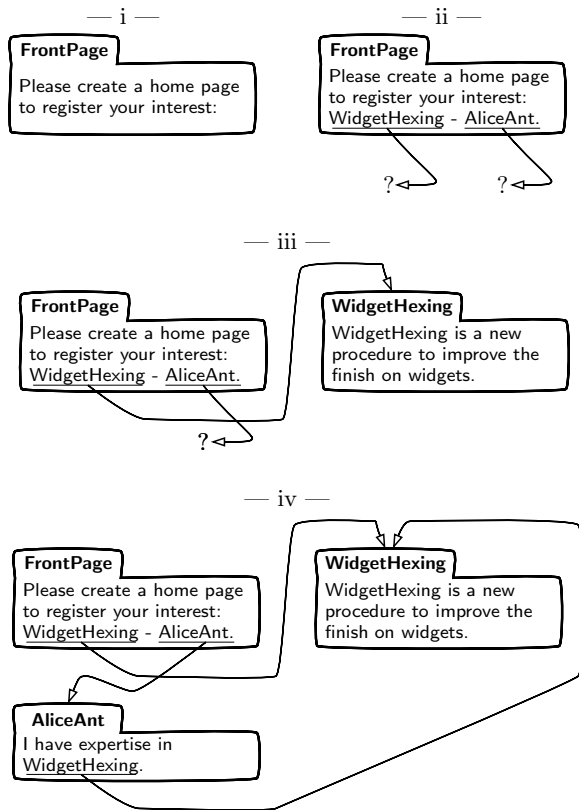 — i —
FrontPage
Please create a home page
to register your interest:
— ii —
FrontPage
Please create a home page
to register your interest:
WidgetHexing - AliceAnt.
? ?
— iii —
FrontPage
Please create a home page
to register your interest:
WidgetHexing - AliceAnt.
?
WidgetHexing
WidgetHexing is a new
procedure to improve the
finish on widgets.
— iv —
FrontPage
Please create a home page
to register your interest:
WidgetHexing - AliceAnt.
WidgetHexing
WidgetHexing is a new
procedure to improve the
finish on widgets.
AliceAnt
I have expertise in
WidgetHexing.